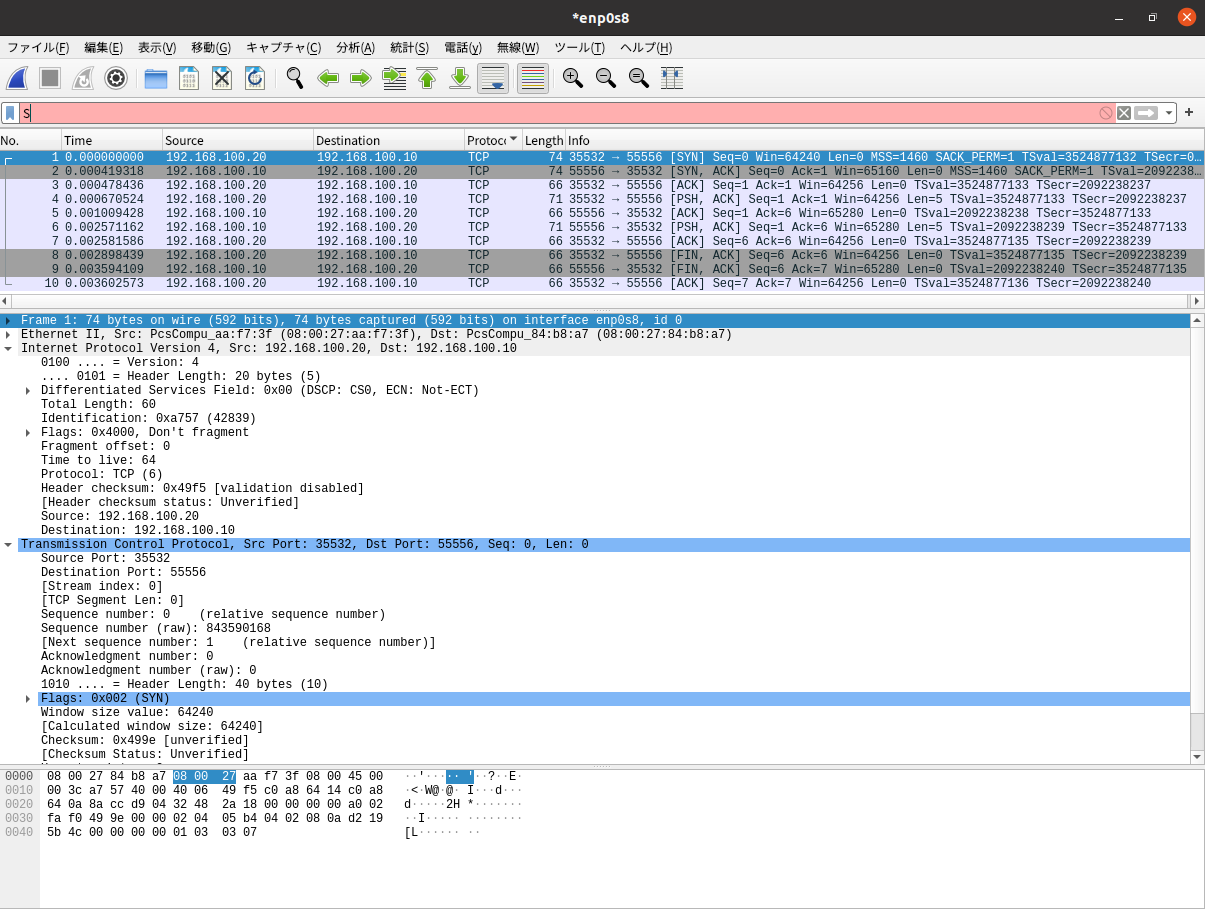 *enp0s8
ファイル(F) 編集(E) 表示(V) 移動(G) キャプチャ(C) 分析(A) 統計(S) 電話(y) 無線(W) ツール(T) ヘルプ(H)
S
No. Time Source Destination Protoc Length Info
1 0.000000000 192.168.100.20 192.168.100.10 TCP 74 35532 → 55556 [SYN] Seq=0 Win=64240 Len=0 MSS=1460 SACK_PERM=1 TSval=3524877132 TSecr=0…
2 0.000419318 192.168.100.10 192.168.100.20 TCP 74 55556 → 35532 [SYN, ACK] Seq=0 Ack=1 Win=65160 Len=0 MSS=1460 SACK_PERM=1 TSval=2092238…
3 0.000478436 192.168.100.20 192.168.100.10 TCP 66 35532 → 55556 [ACK] Seq=1 Ack=1 Win=64256 Len=0 TSval=3524877133 TSecr=2092238237
4 0.000670524 192.168.100.20 192.168.100.10 TCP 71 35532 → 55556 [PSH, ACK] Seq=1 Ack=1 Win=64256 Len=5 TSval=3524877133 TSecr=2092238237
5 0.001009428 192.168.100.10 192.168.100.20 TCP 66 55556 → 35532 [ACK] Seq=1 Ack=6 Win=65280 Len=0 TSval=2092238238 TSecr=3524877133
6 0.002571162 192.168.100.10 192.168.100.20 TCP 71 55556 → 35532 [PSH, ACK] Seq=1 Ack=6 Win=65280 Len=5 TSval=2092238239 TSecr=3524877133
7 0.002581586 192.168.100.20 192.168.100.10 TCP 66 35532 → 55556 [ACK] Seq=6 Ack=6 Win=64256 Len=0 TSval=3524877135 TSecr=2092238239
8 0.002898439 192.168.100.20 192.168.100.10 TCP 66 35532 → 55556 [FIN, ACK] Seq=6 Ack=6 Win=64256 Len=0 TSval=3524877135 TSecr=2092238239
9 0.003594109 192.168.100.10 192.168.100.20 TCP 66 55556 → 35532 [FIN, ACK] Seq=6 Ack=7 Win=65280 Len=0 TSval=2092238240 TSecr=3524877135
10 0.003602573 192.168.100.20 192.168.100.10 TCP 66 35532 → 55556 [ACK] Seq=7 Ack=7 Win=64256 Len=0 TSval=3524877136 TSecr=2092238240
Frame 1: 74 bytes on wire (592 bits), 74 bytes captured (592 bits) on interface enp0s8, id 0
Ethernet II, Src: PcsCompu_aa:f7:3f (08:00:27:aa:f7:3f), Dst: PcsCompu_84:b8:a7 (08:00:27:84:b8:a7)
Internet Protocol Version 4, Src: 192.168.100.20, Dst: 192.168.100.10
0100 .... = Version: 4
.... 0101 = Header Length: 20 bytes (5)
Differentiated Services Field: 0x00 (DSCP: CS0, ECN: Not-ECT)
Total Length: 60
Identification: 0xa757 (42839)
Flags: 0x4000, Don't fragment
Fragment offset: 0
Time to live: 64
Protocol: TCP (6)
Header checksum: 0x49f5 [validation disabled]
[Header checksum status: Unverified]
Source: 192.168.100.20
Destination: 192.168.100.10
Transmission Control Protocol, Src Port: 35532, Dst Port: 55556, Seq: 0, Len: 0
Source Port: 35532
Destination Port: 55556
[Stream index: 0]
[TCP Segment Len: 0]
Sequence number: 0 (relative sequence number)
Sequence number (raw): 843590168
[Next sequence number: 1 (relative sequence number)]
Acknowledgment number: 0
Acknowledgment number (raw): 0
1010 .... = Header Length: 40 bytes (10)
Flags: 0x002 (SYN)
Window size value: 64240
[Calculated window size: 64240]
Checksum: 0x499e [unverified]
[Checksum Status: Unverified]
0000 08 00 27 84 b8 a7 08 00 27 aa f7 3f 08 00 45 00 ··'·····'··?··E·
0010 00 3c a7 57 40 00 40 06 49 f5 c0 a8 64 14 c0 a8 ·<·W@·@·I···d···
0020 64 0a 8a cc d9 04 32 48 2a 18 00 00 00 00 a0 02 d·····2H*·······
0030 fa f0 49 9e 00 00 02 04 05 b4 04 02 08 0a d2 19 ··I·············
0040 5b 4c 00 00 00 00 01 03 03 07 [L········